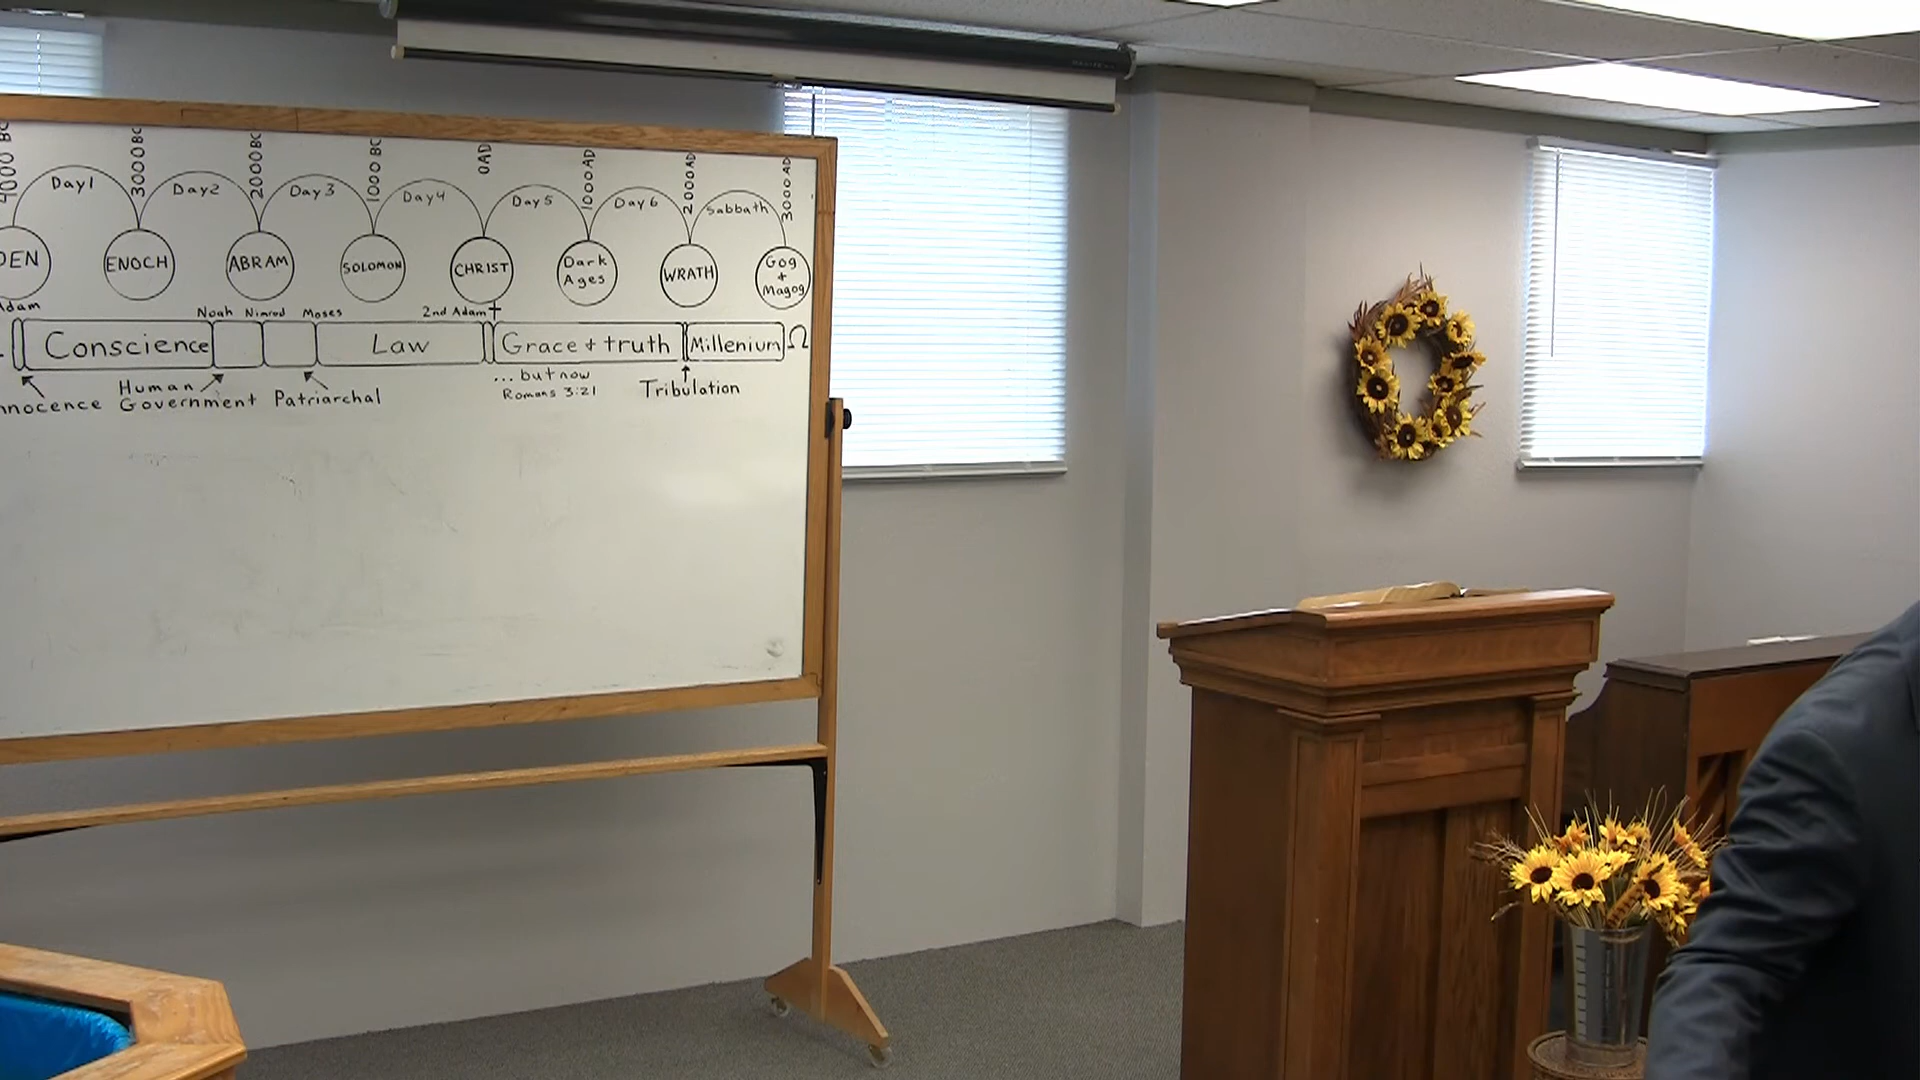 4000 BC 3000 BC 2000 BC 1000 BC 0AD 1000 AD 2000 AD 3000 AD
Day1 Day2 Day3 Day4 Day5 Day6 Sabbath
DEN ENOCH ABRAM SOLOMON CHRIST Dark Ages WRATH Gog + Magog
Adam Noah Nimrod Moses 2nd Adam
Conscience Law Grace + truth Millenium Ω
nnocence Human Government Patriarchal ...but now Romans 3:21 Tribulation